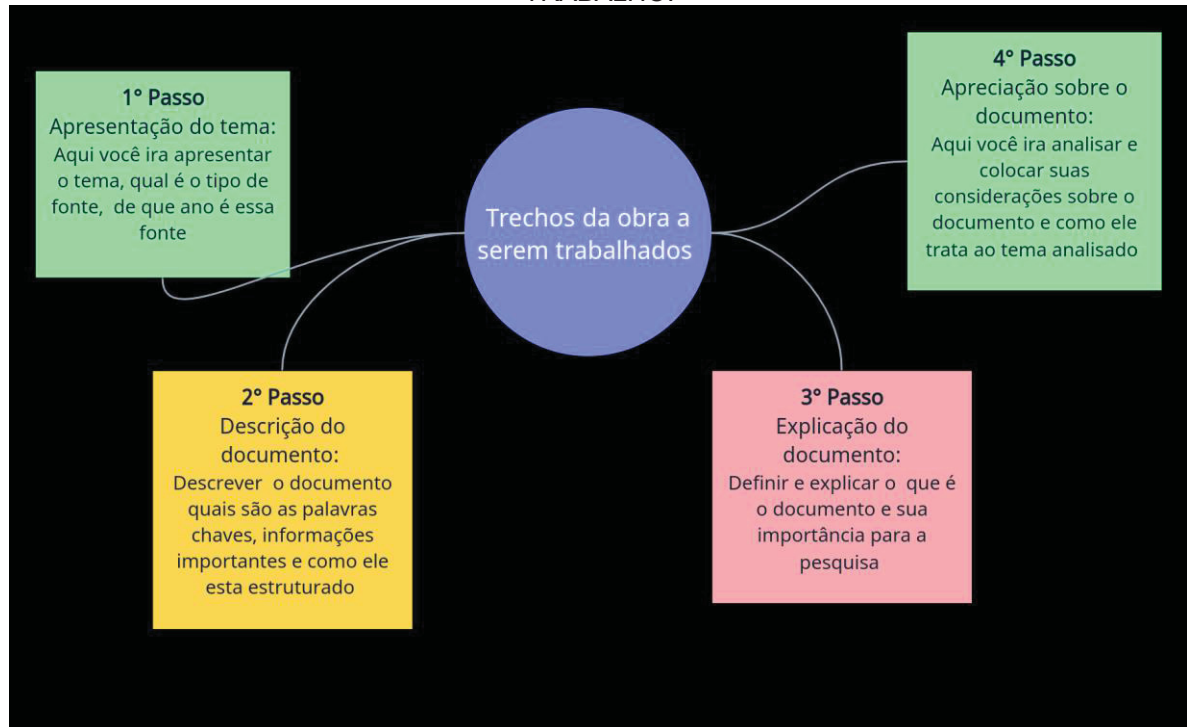 1° Passo
Apresentação do tema:
Aqui você ira apresentar
o tema, qual é o tipo de
fonte, de que ano é essa
fonte
2° Passo
Descrição do
documento:
Descrever o documento
quais são as palavras
chaves, informações
importantes e como ele
esta estruturado
Trechos da obra a
serem trabalhados
3° Passo
Explicação do
documento:
Definir e explicar o que é
o documento e sua
importância para a
pesquisa
4° Passo
Apreciação sobre o
documento:
Aqui você ira analisar e
colocar suas
considerações sobre o
documento e como ele
trata ao tema analisado